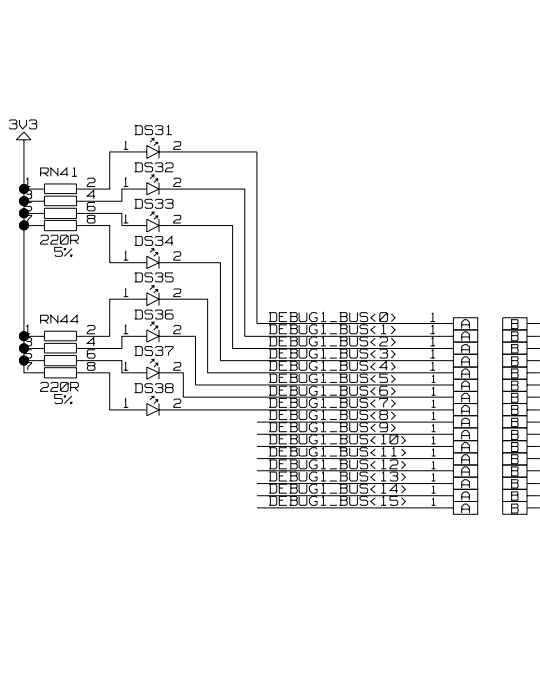 3V3
DS31
1 2
DS32
RN41
1 2
1 2
3 4
DS33
5 6
1 2
7 8
220R
5%
DS34
1 2
DS35
1 2
DS36
RN44
1 2
1 2
3 4
DS37
5 6
1 2
7 8
220R
5%
DS38
1 2
DEBUG1_BUS<0> 1 A B
DEBUG1_BUS<1> 1 A B
DEBUG1_BUS<2> 1 A B
DEBUG1_BUS<3> 1 A B
DEBUG1_BUS<4> 1 A B
DEBUG1_BUS<5> 1 A B
DEBUG1_BUS<6> 1 A B
DEBUG1_BUS<7> 1 A B
DEBUG1_BUS<8> 1 A B
DEBUG1_BUS<9> 1 A B
DEBUG1_BUS<10> 1 A B
DEBUG1_BUS<11> 1 A B
DEBUG1_BUS<12> 1 A B
DEBUG1_BUS<13> 1 A B
DEBUG1_BUS<14> 1 A B
DEBUG1_BUS<15> 1 A B